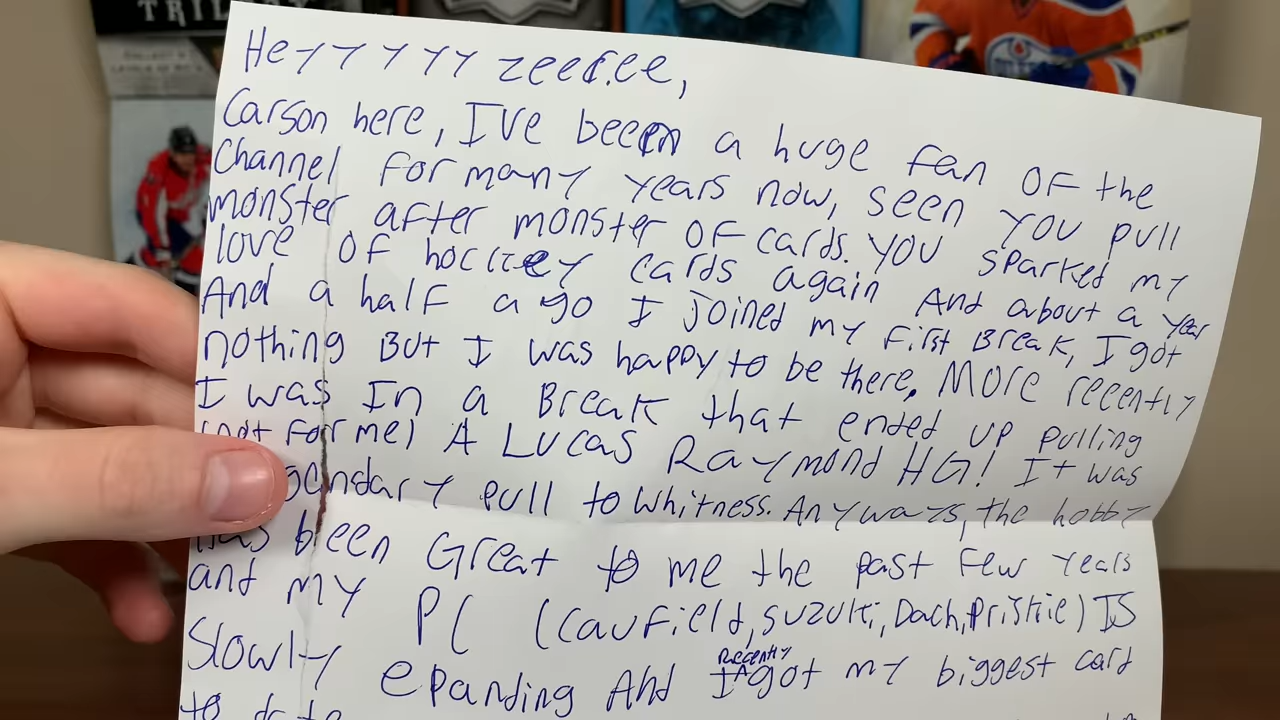 TRILOGY
Heyyyyyy zeefee,
Carson here, I've beeen a huge fan of the
channel for many years now, seen you pull
monster after monster of cards. You sparked my
love of hockey cards again And about a year
And a half ago I joined my first Break, I got
nothing But I was happy to be there. More recently
I was In a Break that ended up pulling
(not for me) A Lucas Raymond HG! It was
pull to whitness. Anyways, the hobby
has been Great to me the past few years
and my PC (Caufield, Suzuki, Dach, Pristie) Is
Slowly epanding And I recently got my biggest card
to date